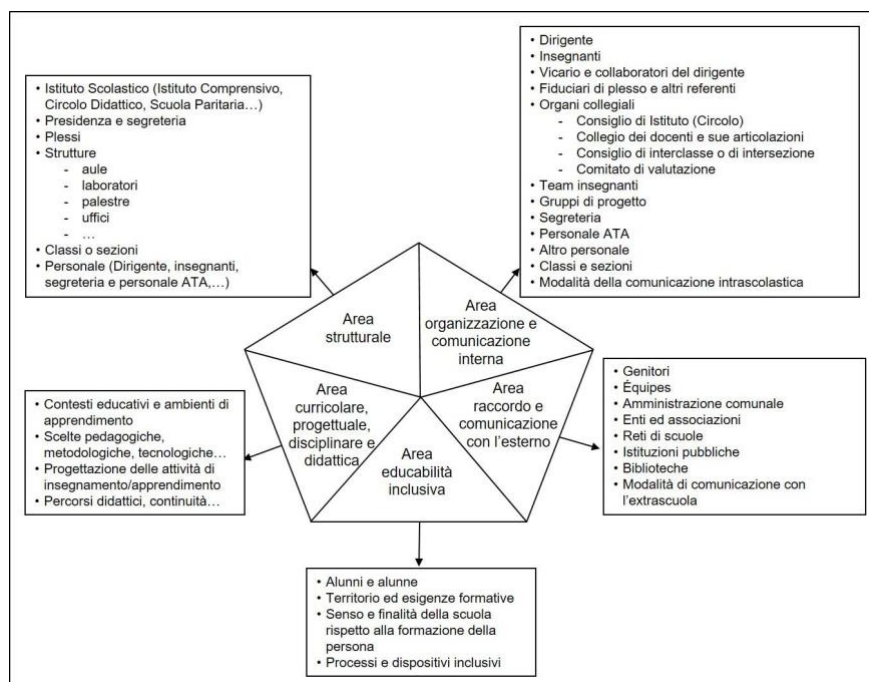 • Istituto Scolastico (Istituto Comprensivo,
Circolo Didattico, Scuola Paritaria…)
• Presidenza e segreteria
• Plessi
• Strutture
- aule
- laboratori
- palestre
- uffici
- …
• Classi o sezioni
• Personale (Dirigente, insegnanti,
segreteria e personale ATA,…)
• Dirigente
• Insegnanti
• Vicario e collaboratori del dirigente
• Fiduciari di plesso e altri referenti
• Organi collegiali
- Consiglio di Istituto (Circolo)
- Collegio dei docenti e sue articolazioni
- Consiglio di interclasse o di intersezione
- Comitato di valutazione
• Team insegnanti
• Gruppi di progetto
• Segreteria
• Personale ATA
• Altro personale
• Classi e sezioni
• Modalità della comunicazione intrascolastica
Area
strutturale
Area
organizzazione e
comunicazione
interna
Area
curricolare,
progettuale,
disciplinare e
didattica
Area
raccordo e
comunicazione
con l’esterno
Area
educabilità
inclusiva
• Contesti educativi e ambienti di
apprendimento
• Scelte pedagogiche,
metodologiche, tecnologiche…
• Progettazione delle attività di
insegnamento/apprendimento
• Percorsi didattici, continuità…
• Genitori
• Équipes
• Amministrazione comunale
• Enti ed associazioni
• Reti di scuole
• Istituzioni pubbliche
• Biblioteche
• Modalità di comunicazione con
l’extrascuola
• Alunni e alunne
• Territorio ed esigenze formative
• Senso e finalità della scuola
rispetto alla formazione della
persona
• Processi e dispositivi inclusivi